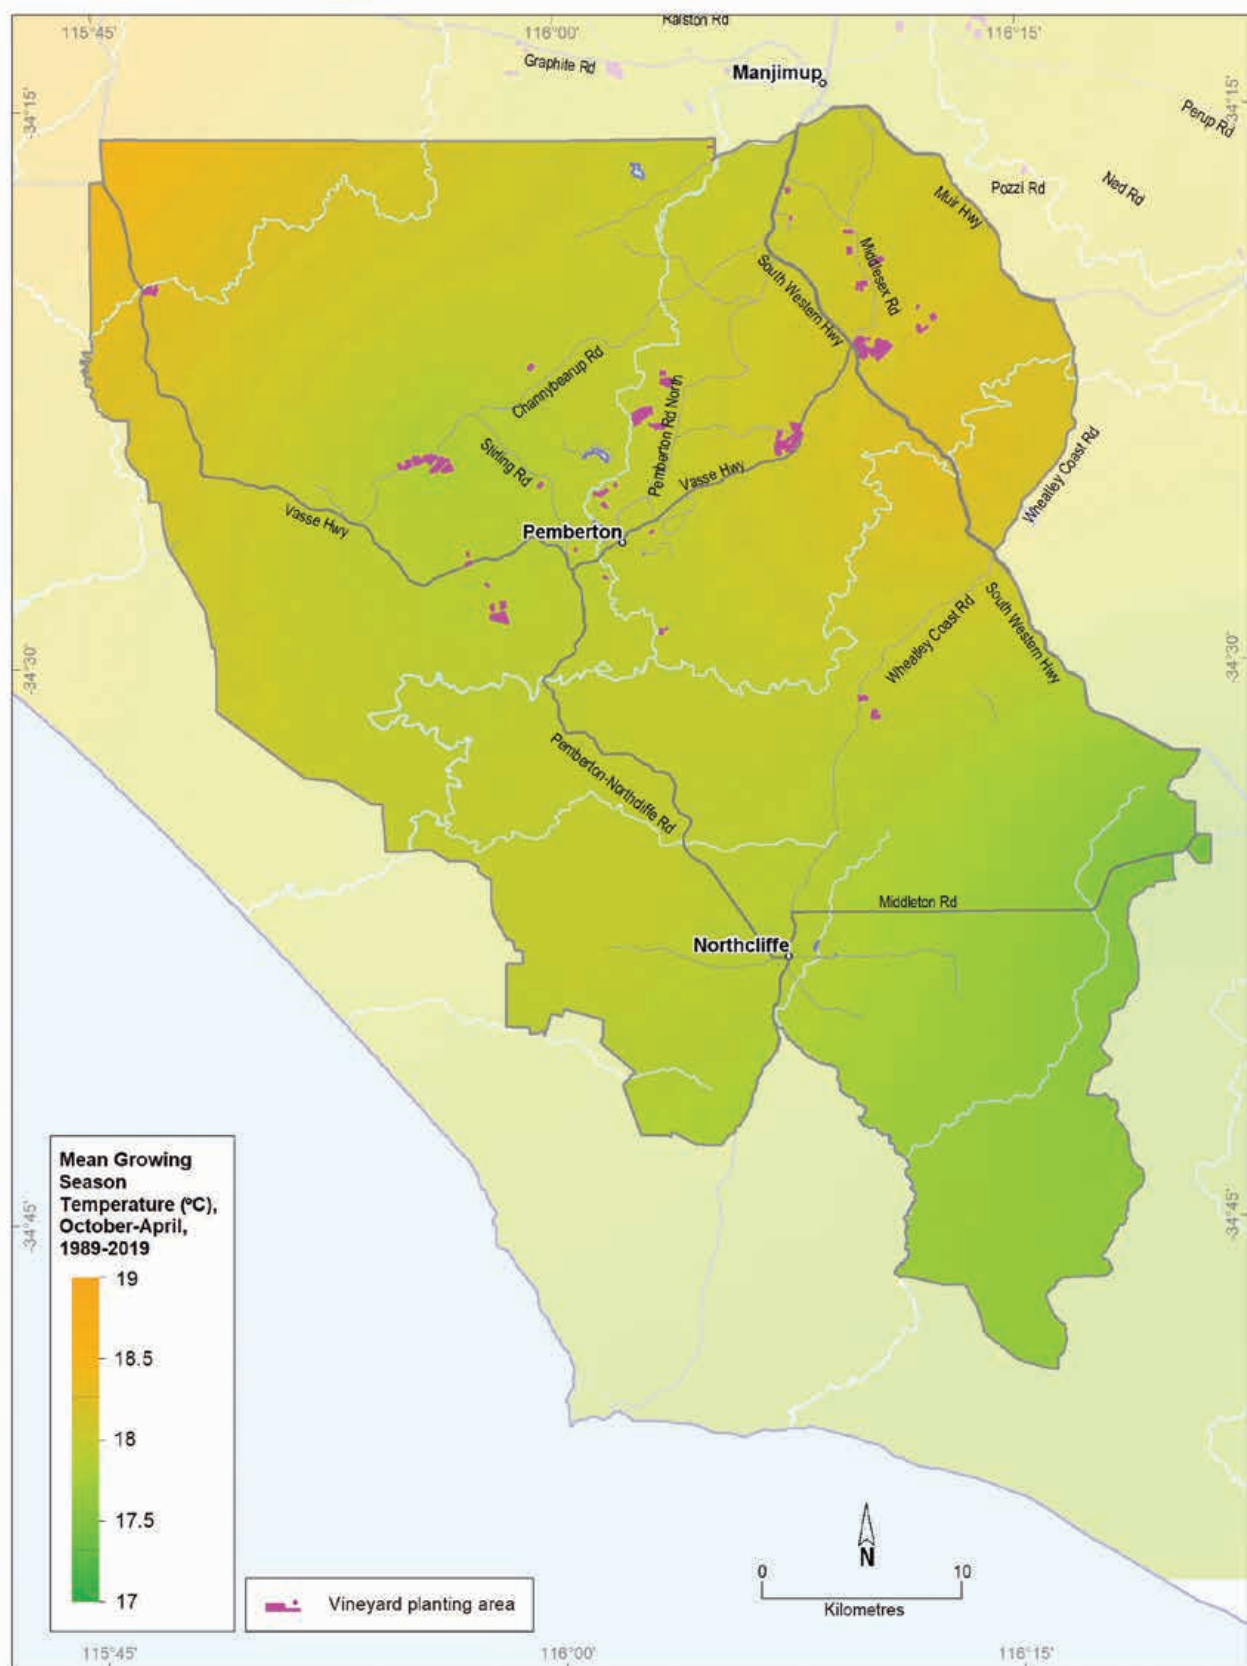 Ralston Rd
115°45'
116°00'
116°15'
Graphite Rd
Manjimup
-34°15'
-34°15'
Perup Rd
Pozzi Rd
Ned Rd
Muir Hwy
Middlesex Rd
South Western Hwy
Channybearup Rd
Pemberton Rd North
Stirling Rd
Vasse Hwy
Wheatley Coast Rd
Vasse Hwy
Pemberton
Wheatley Coast Rd
South Western Hwy
-34°30'
-34°30'
Pemberton-Northcliffe Rd
Middleton Rd
Northcliffe
Mean Growing
Season
Temperature (°C),
October-April,
1989-2019
-34°45'
-34°45'
19
18.5
18
17.5
17
Vineyard planting area
N
0 10
Kilometres
115°45'
116°00'
116°15'